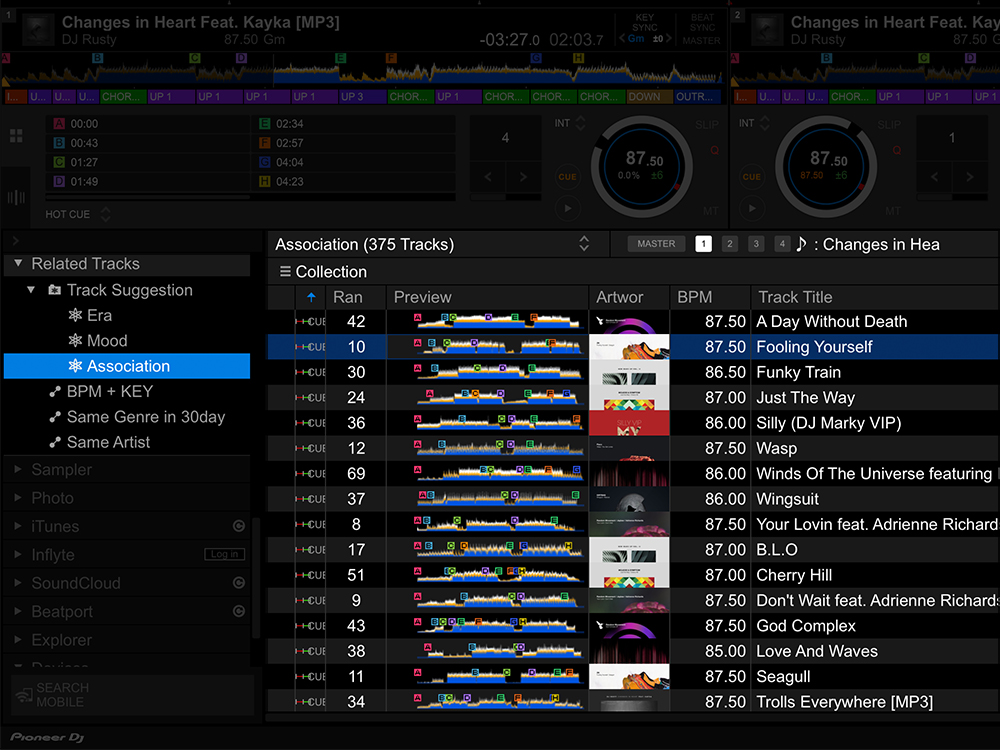 1 Changes in Heart Feat. Kayka [MP3]
DJ Rusty 87.50 Gm
-03:27.0 02:03.7
KEY SYNC
Gm ±0
BEAT SYNC
MASTER
2 Changes in Heart Feat. Kay
DJ Rusty 87.50 G
A B C D E F G H
A B C D
I... U... U... U... CHOR... UP 1 UP 1 UP 1 UP 1 UP 3 CHOR... UP 1 CHOR... CHOR... CHOR... DOWN OUTR...
I... U... U... U... CHOR... UP 1 UP 1 UP 1
A 00:00 E 02:34
B 00:43 F 02:57
C 01:27 G 04:04
D 01:49 H 04:23
HOT CUE
4
INT
SLIP
87.50
0.0% ±6
Q
CUE
MT
INT
SLIP
87.50
87.50 ±6
Q
CUE
MT
1
Related Tracks
Track Suggestion
Era
Mood
Association
BPM + KEY
Same Genre in 30day
Same Artist
Sampler
Photo
iTunes
Inflyte Log in
SoundCloud
Beatport
Explorer
SEARCH
MOBILE
Association (375 Tracks) MASTER 1 2 3 4 : Changes in Hea
Collection
Ran Preview Artwor BPM Track Title
CUE 42 87.50 A Day Without Death
CUE 10 87.50 Fooling Yourself
CUE 30 86.50 Funky Train
CUE 24 87.00 Just The Way
CUE 36 86.00 Silly (DJ Marky VIP)
CUE 12 87.50 Wasp
CUE 69 86.00 Winds Of The Universe featuring
CUE 37 86.00 Wingsuit
CUE 8 87.50 Your Lovin feat. Adrienne Richards
CUE 17 87.00 B.L.O
CUE 51 87.00 Cherry Hill
CUE 9 87.50 Don't Wait feat. Adrienne Richards
CUE 43 87.50 God Complex
CUE 38 85.00 Love And Waves
CUE 11 87.50 Seagull
CUE 34 87.50 Trolls Everywhere [MP3]
Pioneer Dj